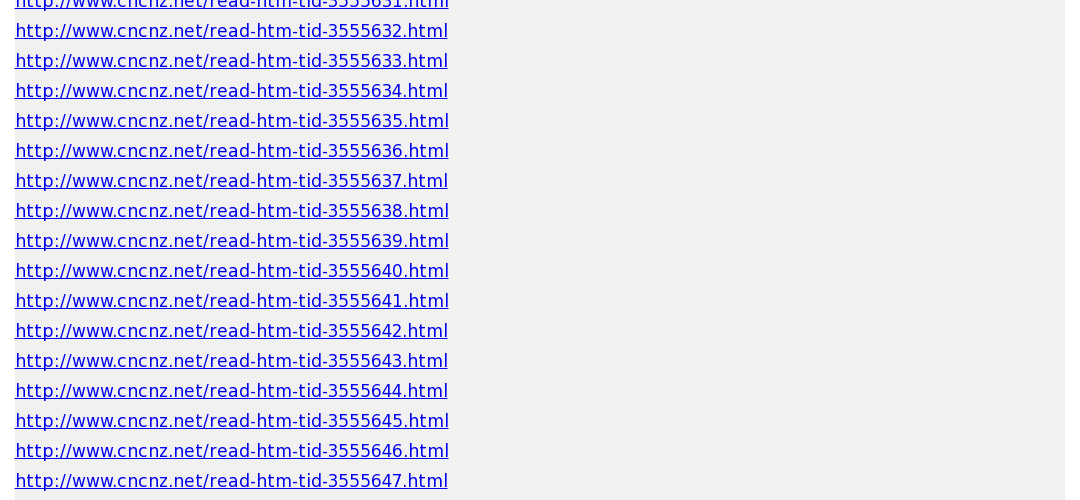 http://www.cncnz.net/read-htm-tid-3555631.html
http://www.cncnz.net/read-htm-tid-3555632.html
http://www.cncnz.net/read-htm-tid-3555633.html
http://www.cncnz.net/read-htm-tid-3555634.html
http://www.cncnz.net/read-htm-tid-3555635.html
http://www.cncnz.net/read-htm-tid-3555636.html
http://www.cncnz.net/read-htm-tid-3555637.html
http://www.cncnz.net/read-htm-tid-3555638.html
http://www.cncnz.net/read-htm-tid-3555639.html
http://www.cncnz.net/read-htm-tid-3555640.html
http://www.cncnz.net/read-htm-tid-3555641.html
http://www.cncnz.net/read-htm-tid-3555642.html
http://www.cncnz.net/read-htm-tid-3555643.html
http://www.cncnz.net/read-htm-tid-3555644.html
http://www.cncnz.net/read-htm-tid-3555645.html
http://www.cncnz.net/read-htm-tid-3555646.html
http://www.cncnz.net/read-htm-tid-3555647.html